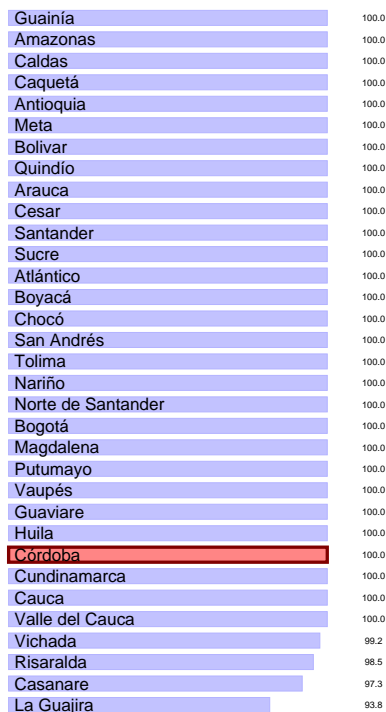 Guainía 100.0
Amazonas 100.0
Caldas 100.0
Caquetá 100.0
Antioquia 100.0
Meta 100.0
Bolivar 100.0
Quindío 100.0
Arauca 100.0
Cesar 100.0
Santander 100.0
Sucre 100.0
Atlántico 100.0
Boyacá 100.0
Chocó 100.0
San Andrés 100.0
Tolima 100.0
Nariño 100.0
Norte de Santander 100.0
Bogotá 100.0
Magdalena 100.0
Putumayo 100.0
Vaupés 100.0
Guaviare 100.0
Huila 100.0
Córdoba 100.0
Cundinamarca 100.0
Cauca 100.0
Valle del Cauca 100.0
Vichada 99.2
Risaralda 98.5
Casanare 97.3
La Guajira 93.8